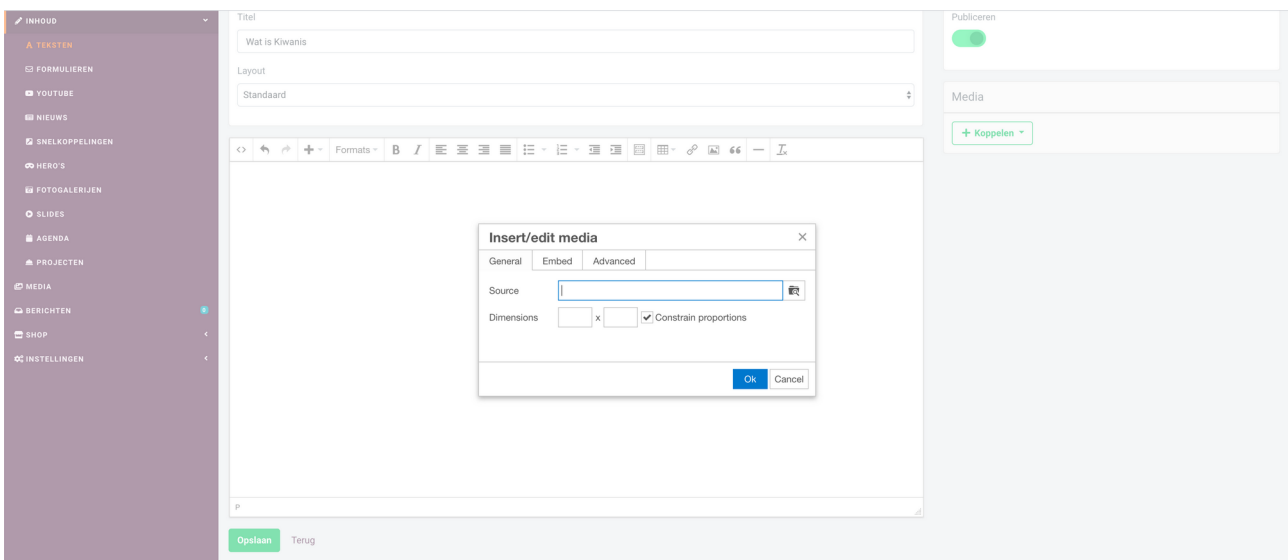 INHOUD
TEKSTEN
FORMULIEREN
YOUTUBE
NIEUWS
SNELKOPPELINGEN
HERO'S
FOTOGALERIJEN
SLIDES
AGENDA
PROJECTEN
MEDIA
BERICHTEN
SHOP
INSTELLINGEN
Titel
Wat is Kiwanis
Layout
Standaard
Formats
B I
Insert/edit media
General Embed Advanced
Source
Dimensions x Constrain proportions
Ok Cancel
P
Opslaan Terug
Publiceren
Media
+ Koppelen